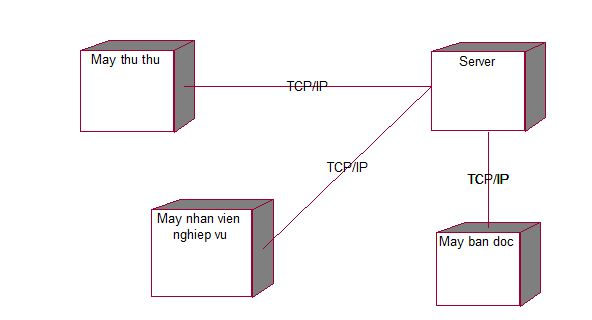 May thu thu
Server
TCP/IP
TCP/IP
TCP/IP
May nhan vien
nghiep vu
May ban doc